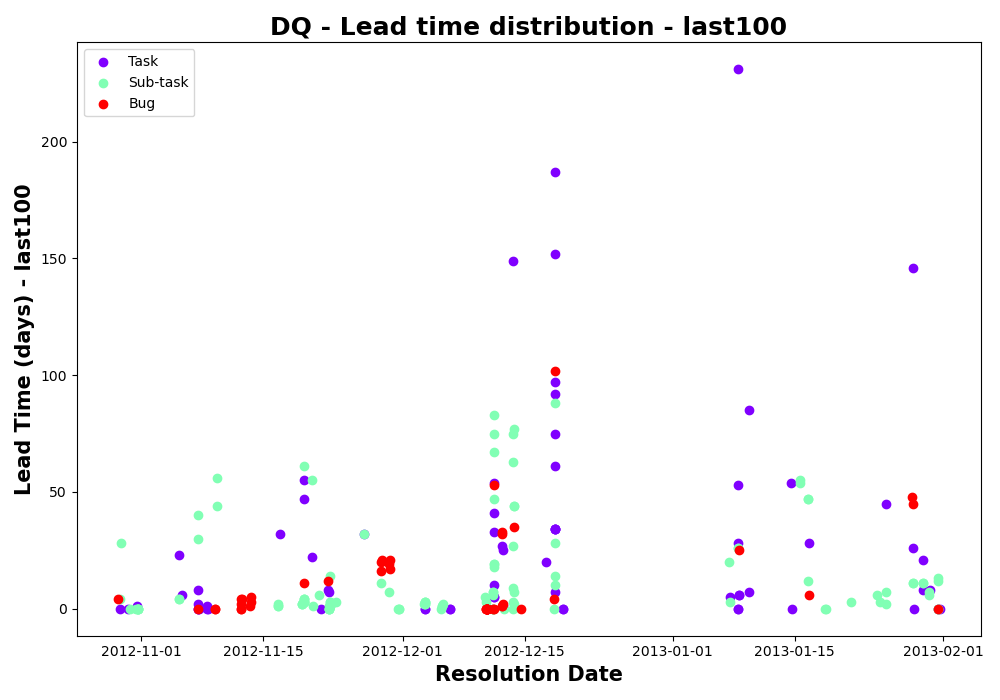 DQ - Lead time distribution - last100
Task
Sub-task
Bug
Lead Time (days) - last100
200
150
100
50
0
2012-11-01 2012-11-15 2012-12-01 2012-12-15 2013-01-01 2013-01-15 2013-02-01
Resolution Date